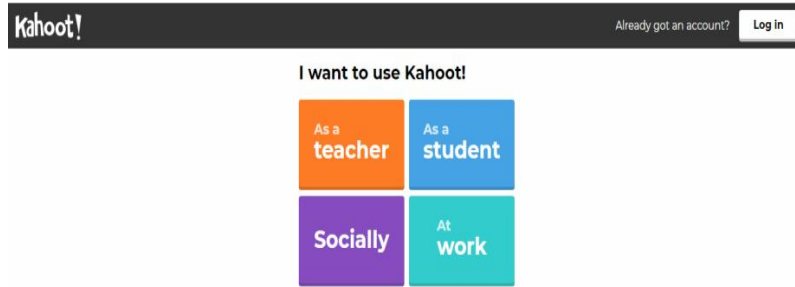 Kahoot!
Already got an account?
Log in
I want to use Kahoot!
As a
teacher
As a
student
Socially
At
work